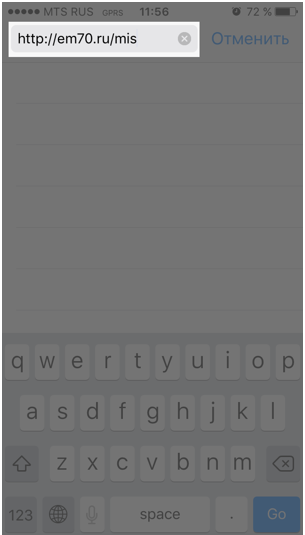 MTS RUS GPRS 11:56 72 %
http://em70.ru/mis Отменить
q w e r t y u i o p
a s d f g h j k l
z x c v b n m
123 space . Go